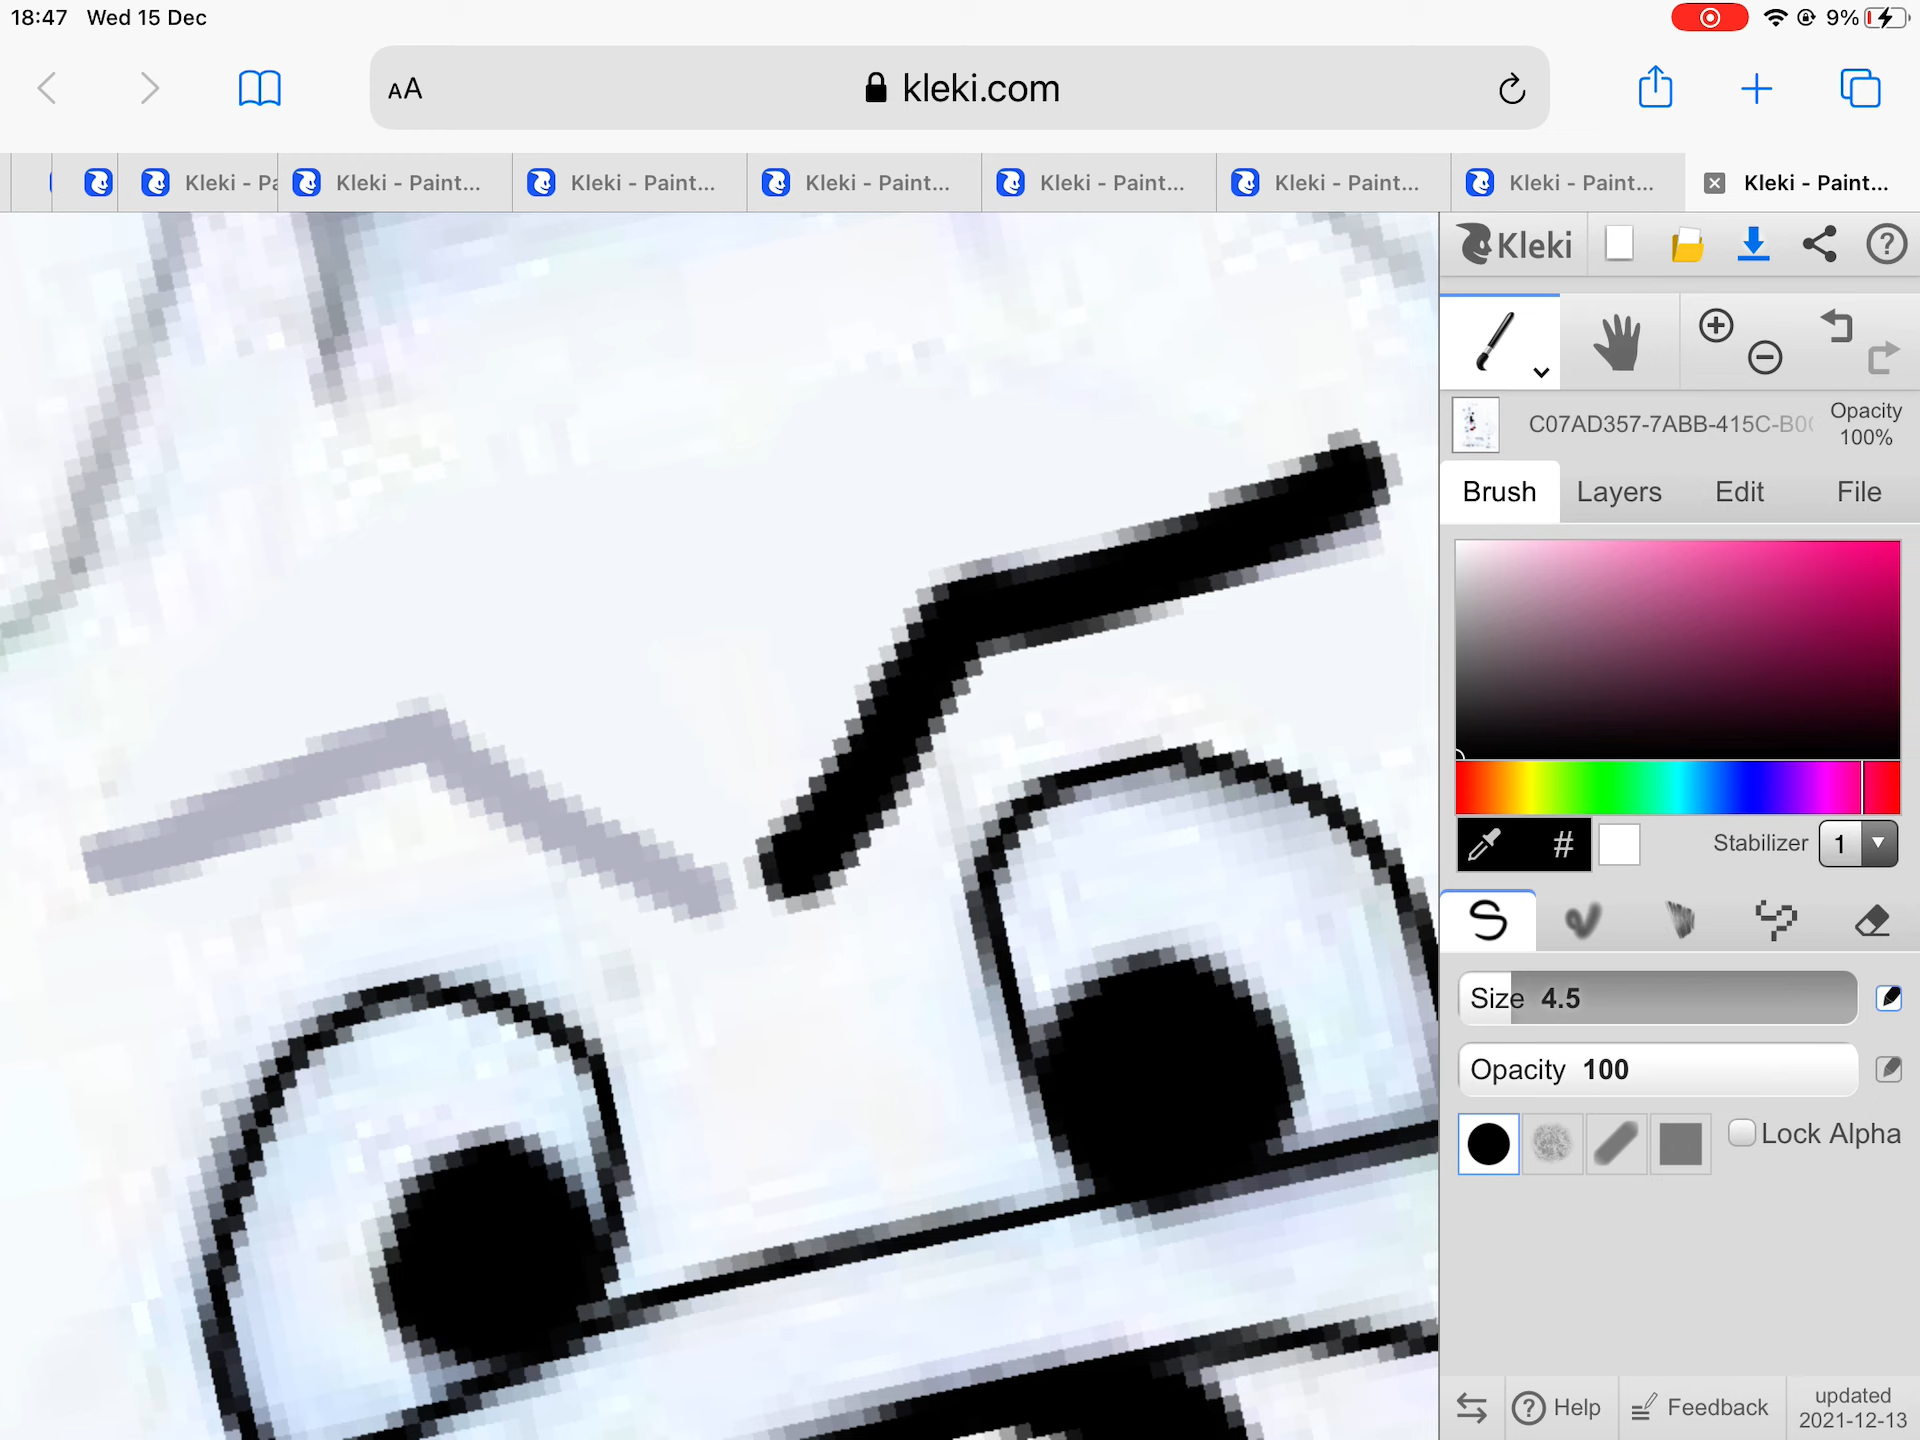 18:47 Wed 15 Dec 9%
AA kleki.com
Kleki - Pa Kleki - Paint... Kleki - Paint... Kleki - Paint... Kleki - Paint... Kleki - Paint... Kleki - Paint... Kleki - Paint...
Kleki
C07AD357-7ABB-415C-B00 Opacity
100%
Brush Layers Edit File
# Stabilizer 1
Size 4.5
Opacity 100
Lock Alpha
Help Feedback updated
2021-12-13